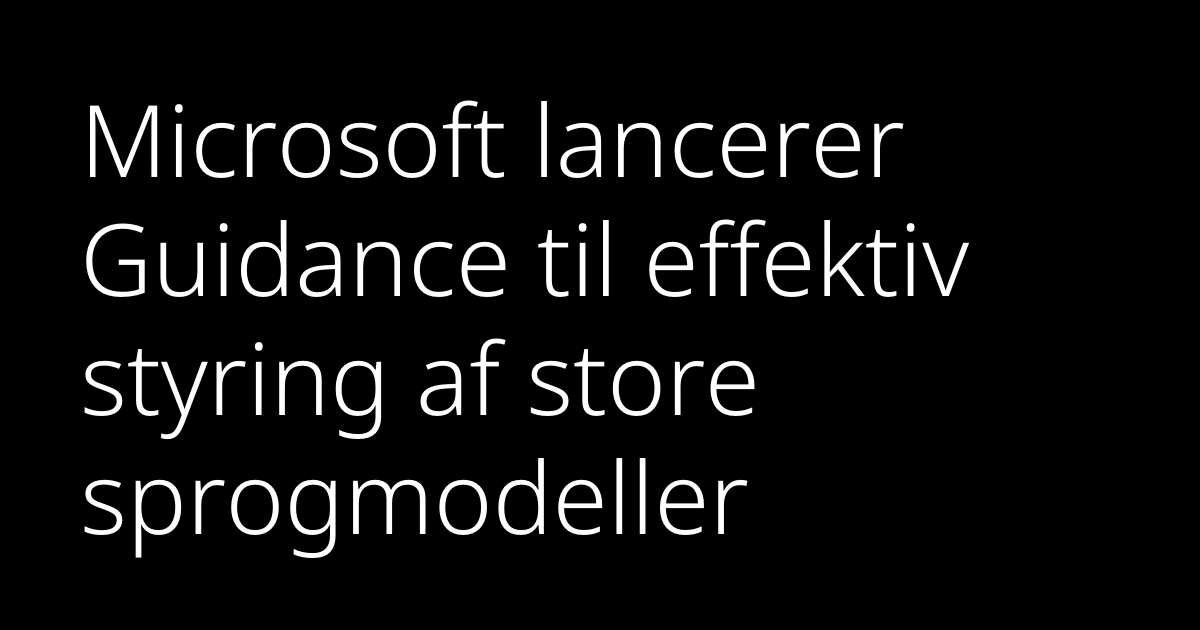 Microsoft lancerer
Guidance til effektiv
styring af store
sprogmodeller